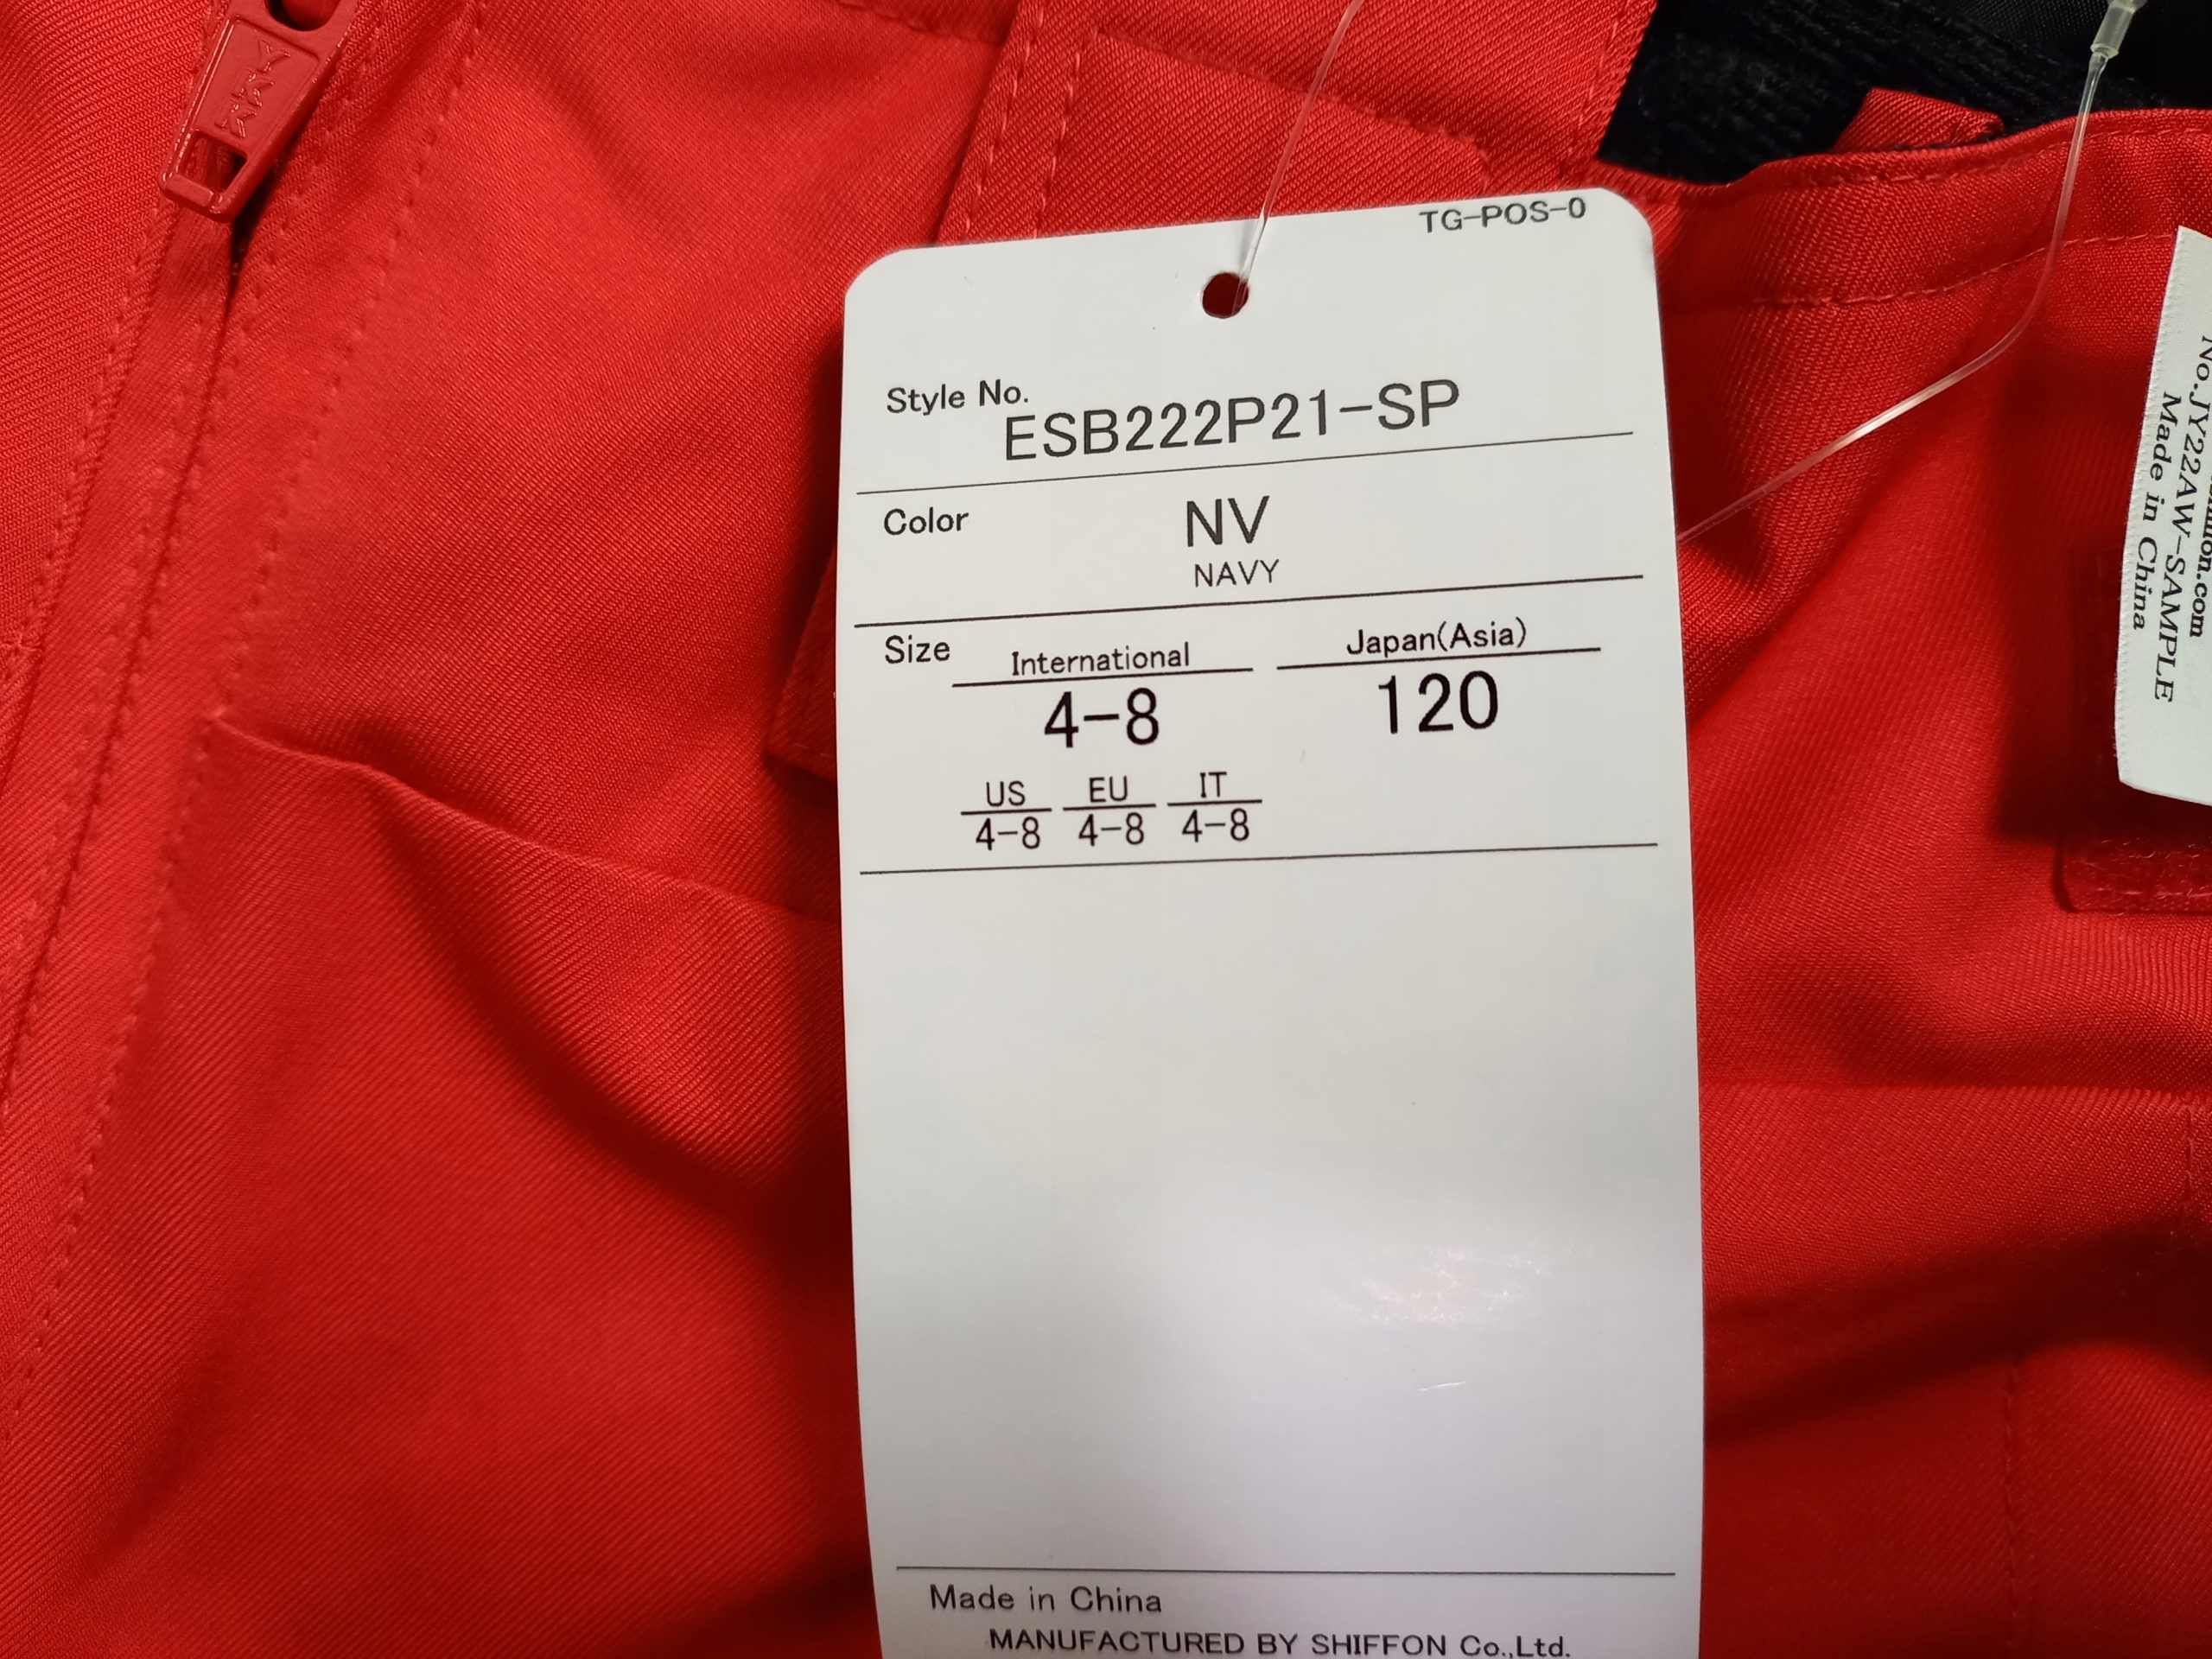 YKK
TG-POS-0
Style No.
ESB222P21-SP
Color
NV
NAVY
Size
International
Japan(Asia)
4-8
120
US EU IT
4-8 4-8 4-8
Made in China
MANUFACTURED BY SHIFFON Co.,Ltd.
No.JY22AW-SAMPLE
Made in China